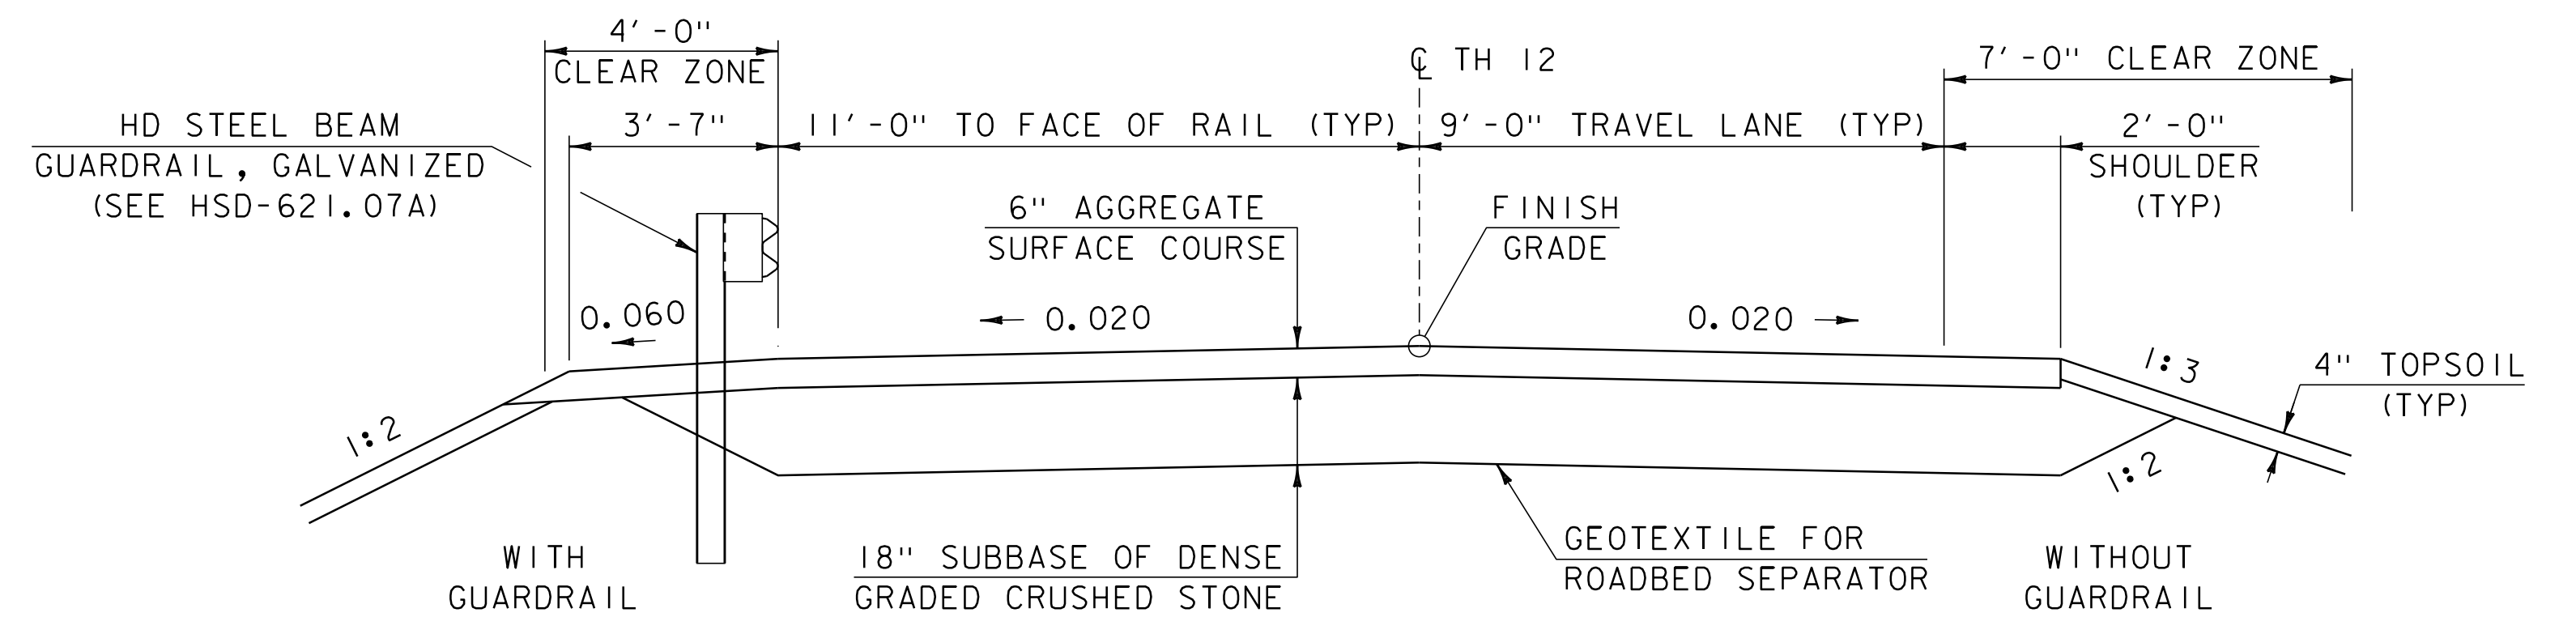 4'-0"
CLEAR ZONE
℄ TH 12
7'-0" CLEAR ZONE
HD STEEL BEAM
GUARDRAIL, GALVANIZED
(SEE HSD-621.07A)
3'-7"
11'-0" TO FACE OF RAIL (TYP)
9'-0" TRAVEL LANE (TYP)
2'-0"
SHOULDER
(TYP)
6" AGGREGATE
SURFACE COURSE
FINISH
GRADE
0.060
0.020
0.020
1:3
4" TOPSOIL
(TYP)
1:2
1:2
WITH
GUARDRAIL
18" SUBBASE OF DENSE
GRADED CRUSHED STONE
GEOTEXTILE FOR
ROADBED SEPARATOR
WITHOUT
GUARDRAIL